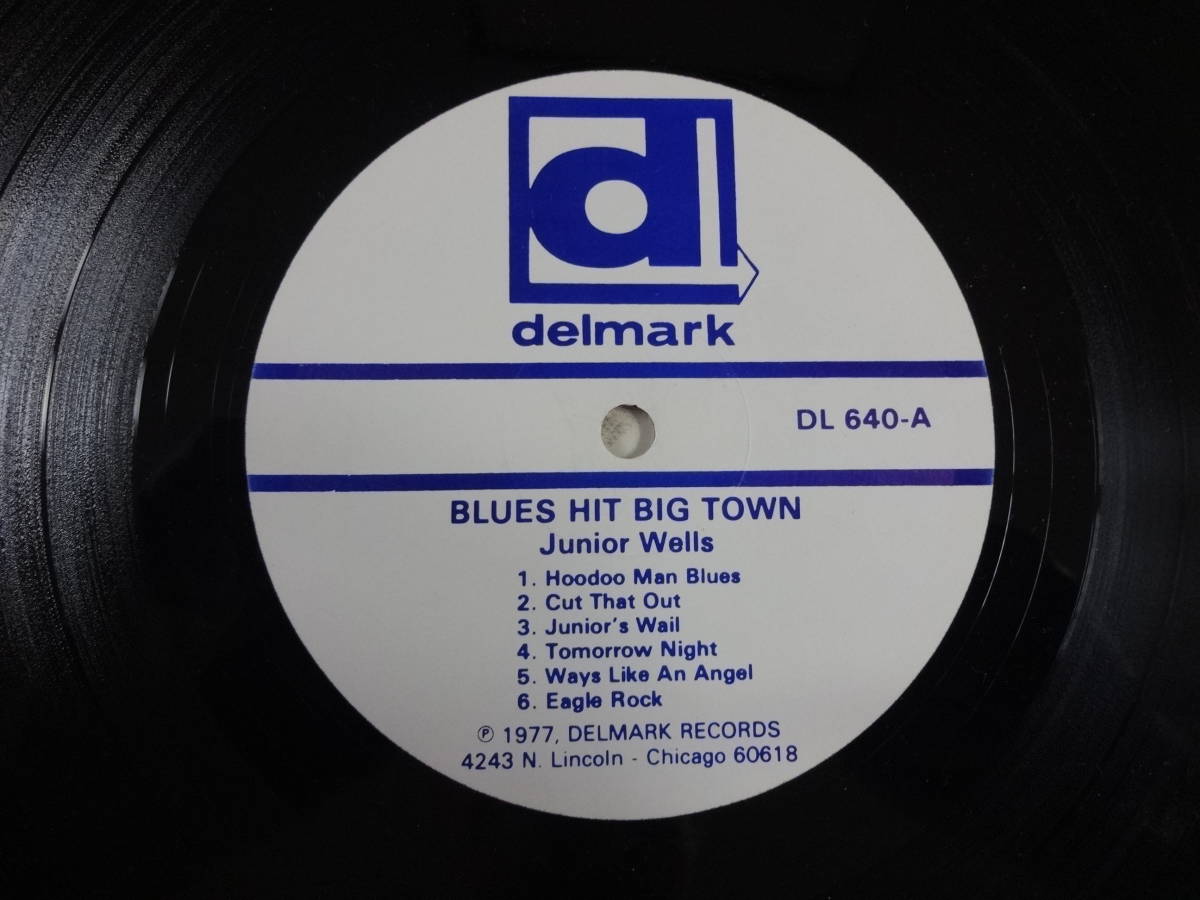 d
delmark
DL 640-A
BLUES HIT BIG TOWN
Junior Wells
1. Hoodoo Man Blues
2. Cut That Out
3. Junior's Wail
4. Tomorrow Night
5. Ways Like An Angel
6. Eagle Rock
℗ 1977, DELMARK RECORDS
4243 N. Lincoln - Chicago 60618